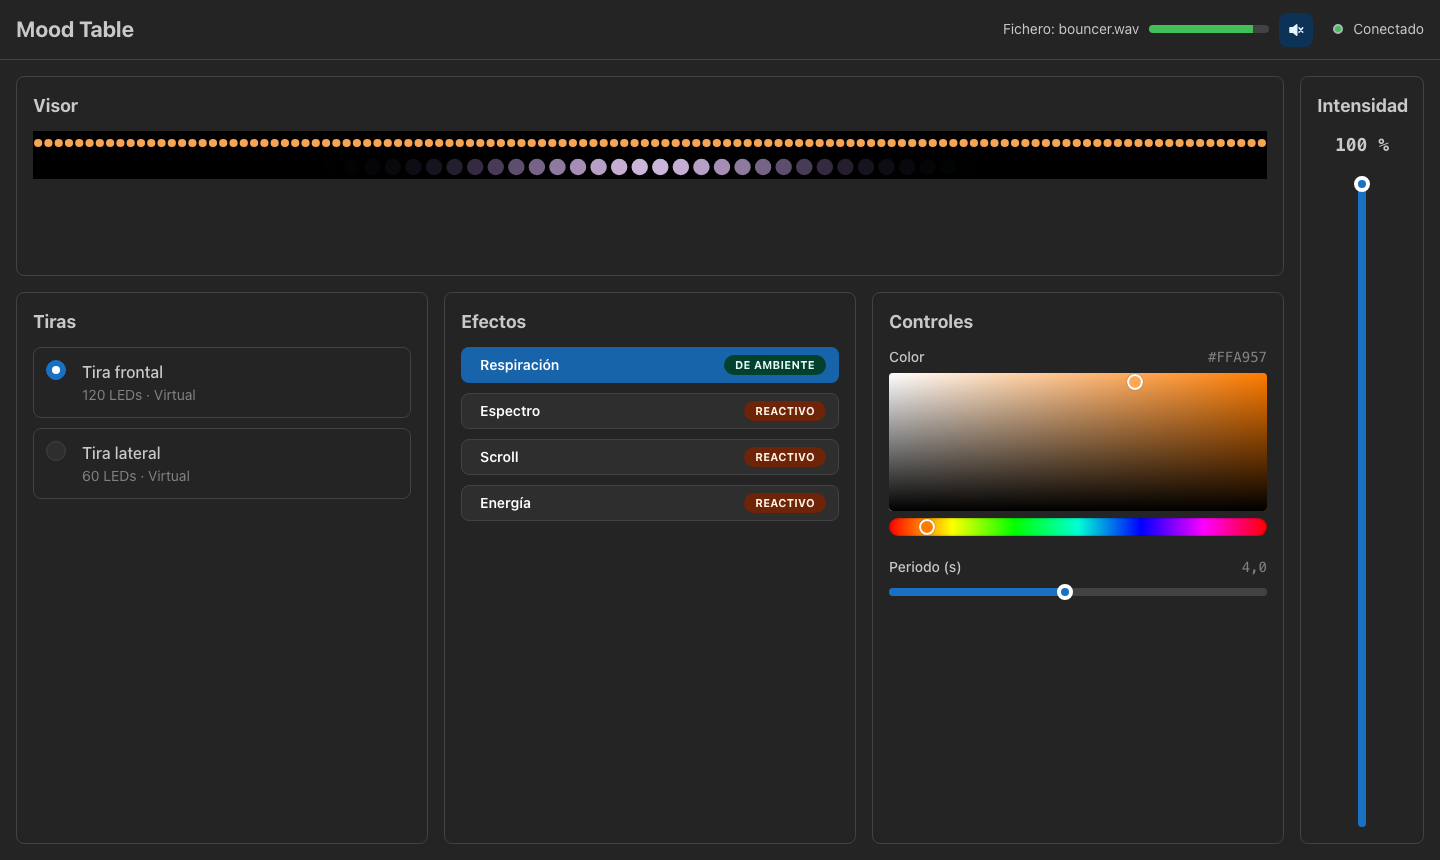 Mood Table
Fichero: bouncer.wav
Conectado
Visor
Intensidad
100 %
Tiras
Tira frontal
120 LEDs · Virtual
Tira lateral
60 LEDs · Virtual
Efectos
Respiración DE AMBIENTE
Espectro REACTIVO
Scroll REACTIVO
Energía REACTIVO
Controles
Color #FFA957
Periodo (s) 4,0